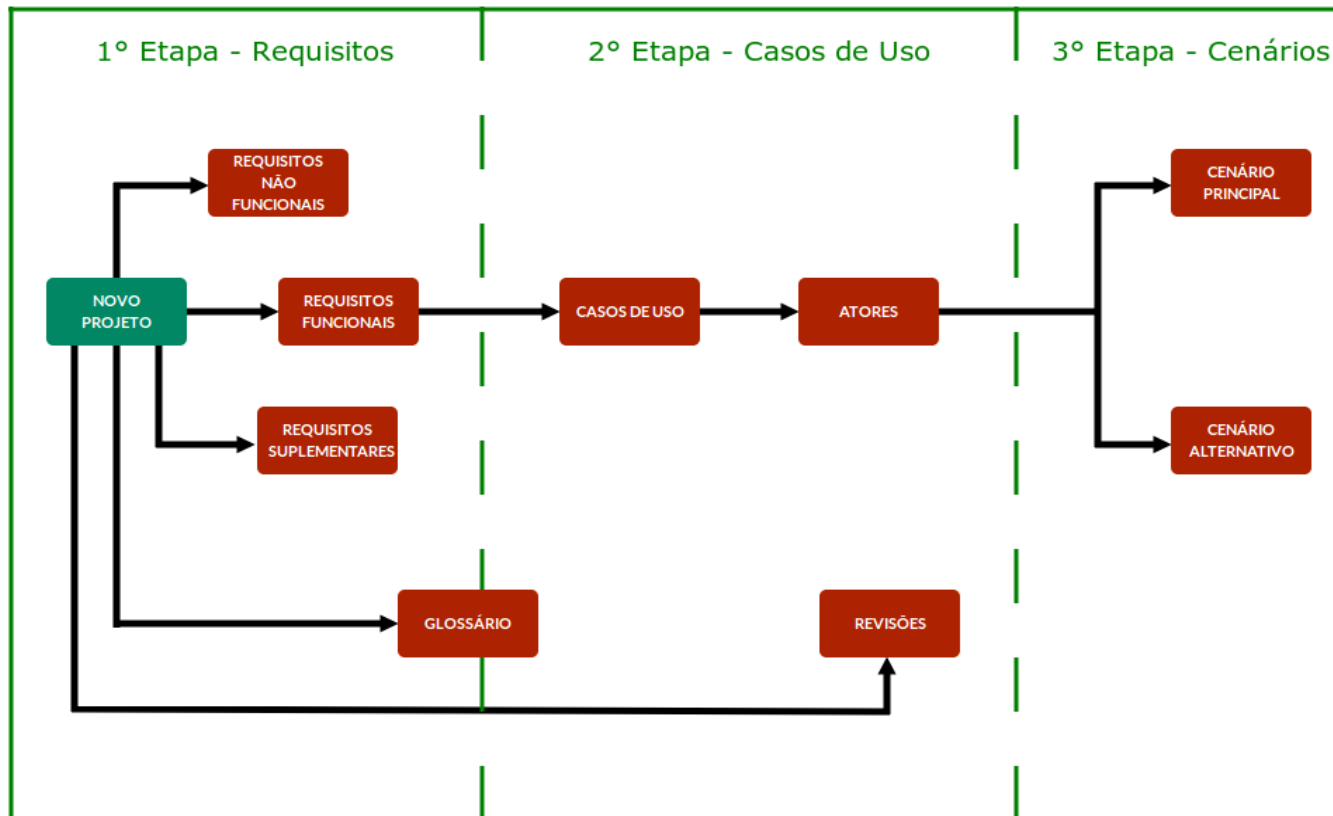 1° Etapa - Requisitos
2° Etapa - Casos de Uso
3° Etapa - Cenários
REQUISITOS
NÃO
FUNCIONAIS
CENÁRIO
PRINCIPAL
NOVO
PROJETO
REQUISITOS
FUNCIONAIS
CASOS DE USO
ATORES
REQUISITOS
SUPLEMENTARES
CENÁRIO
ALTERNATIVO
GLOSSÁRIO
REVISÕES